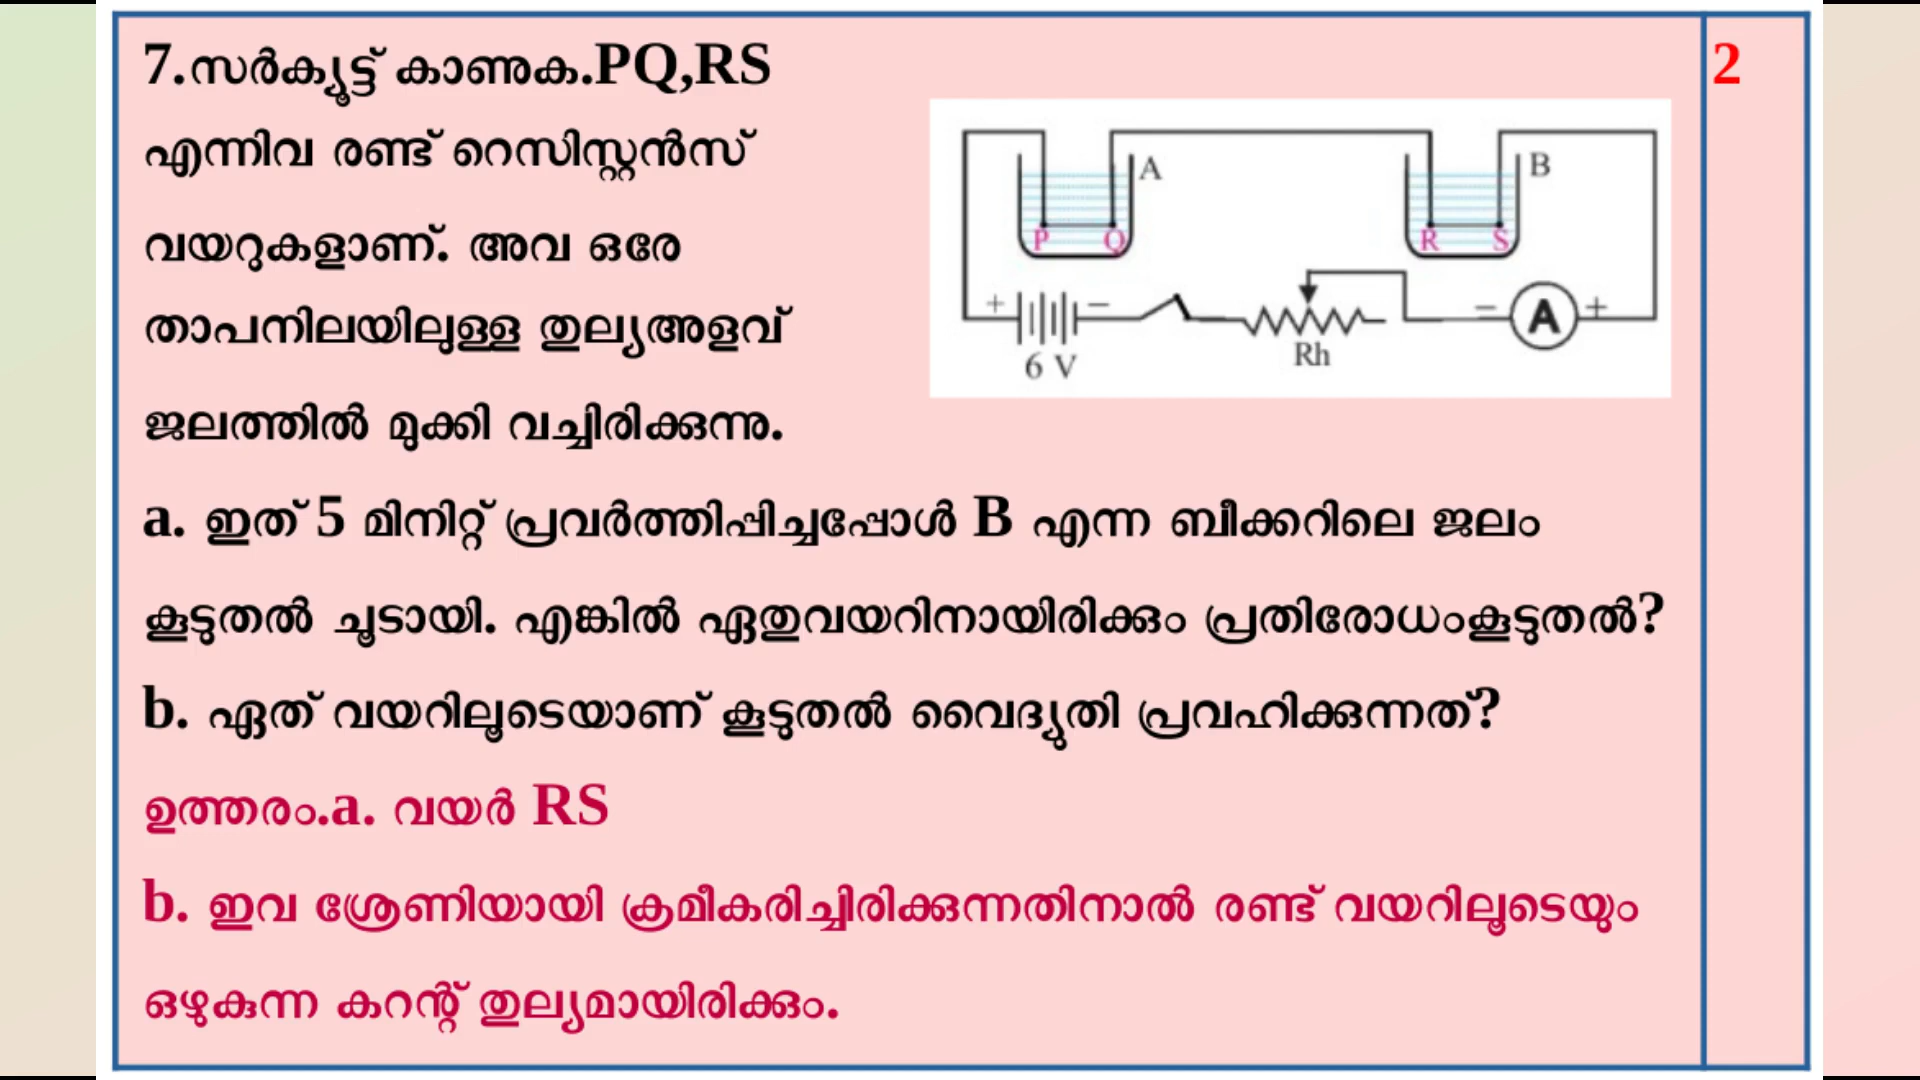 7.സർക്യൂട്ട് കാണുക.PQ,RS
2
എന്നിവ രണ്ട് റെസിസ്റ്റൻസ്
വയറുകളാണ്. അവ ഒരേ
താപനിലയിലുള്ള തുല്യഅളവ്
ജലത്തിൽ മുക്കി വച്ചിരിക്കുന്നു.
A
B
P Q
R S
+ −
− A +
6 V
Rh
a. ഇത് 5 മിനിറ്റ് പ്രവർത്തിപ്പിച്ചപ്പോൾ B എന്ന ബീക്കറിലെ ജലം
കൂടുതൽ ചൂടായി. എങ്കിൽ ഏതുവയറിനായിരിക്കും പ്രതിരോധംകൂടുതൽ?
b. ഏത് വയറിലൂടെയാണ് കൂടുതൽ വൈദ്യുതി പ്രവഹിക്കുന്നത്?
ഉത്തരം.a. വയർ RS
b. ഇവ ശ്രേണിയായി ക്രമീകരിച്ചിരിക്കുന്നതിനാൽ രണ്ട് വയറിലൂടെയും
ഒഴുകുന്ന കറന്റ് തുല്യമായിരിക്കും.